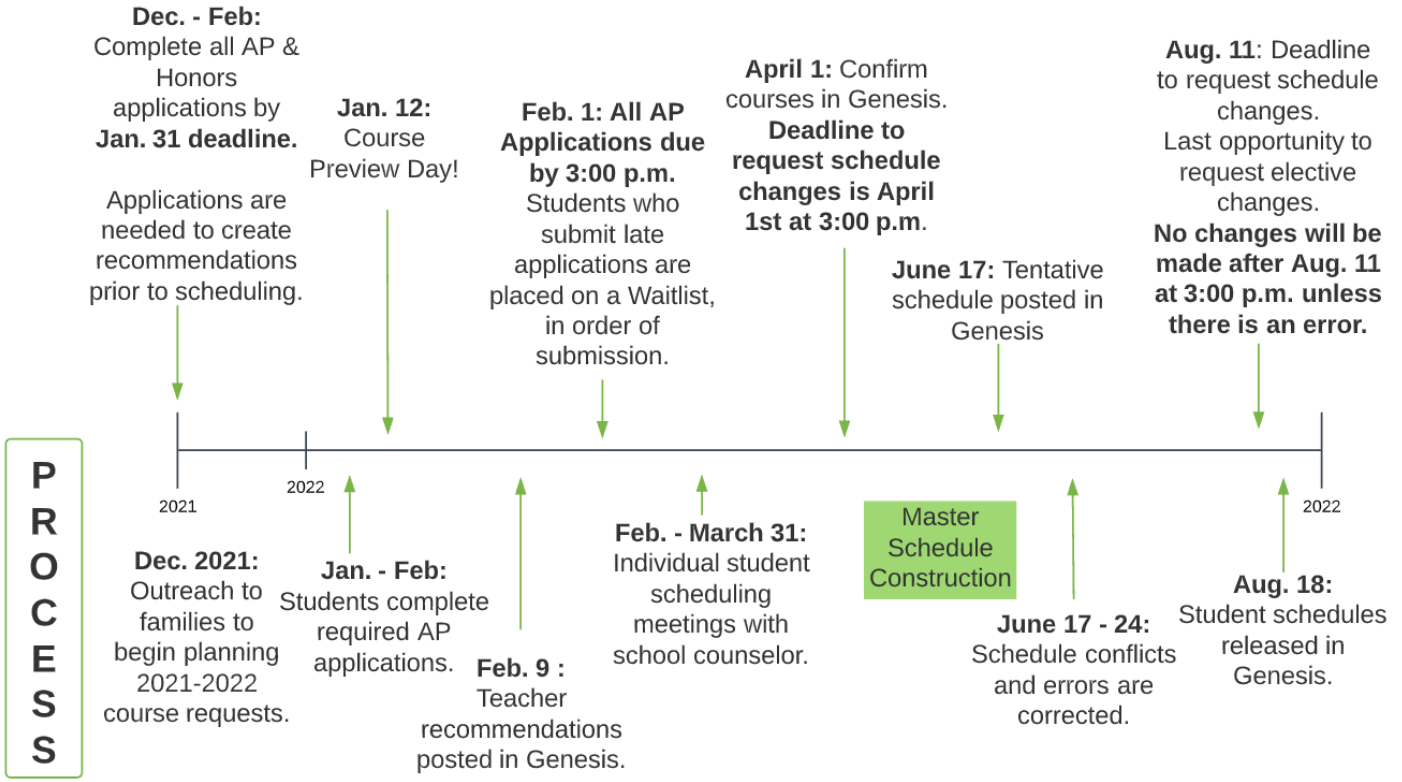 Dec. - Feb:
Complete all AP &
Honors
applications by
Jan. 31 deadline.
Applications are
needed to create
recommendations
prior to scheduling.
Jan. 12:
Course
Preview Day!
Feb. 1: All AP
Applications due
by 3:00 p.m.
Students who
submit late
applications are
placed on a Waitlist,
in order of
submission.
April 1: Confirm
courses in Genesis.
Deadline to
request schedule
changes is April
1st at 3:00 p.m.
June 17: Tentative
schedule posted in
Genesis
Aug. 11: Deadline
to request schedule
changes.
Last opportunity to
request elective
changes.
No changes will be
made after Aug. 11
at 3:00 p.m. unless
there is an error.
P
R
O
C
E
S
S
2021
2022
2022
Dec. 2021:
Outreach to
families to
begin planning
2021-2022
course requests.
Jan. - Feb:
Students complete
required AP
applications.
Feb. 9 :
Teacher
recommendations
posted in Genesis.
Feb. - March 31:
Individual student
scheduling
meetings with
school counselor.
Master
Schedule
Construction
June 17 - 24:
Schedule conflicts
and errors are
corrected.
Aug. 18:
Student schedules
released in
Genesis.